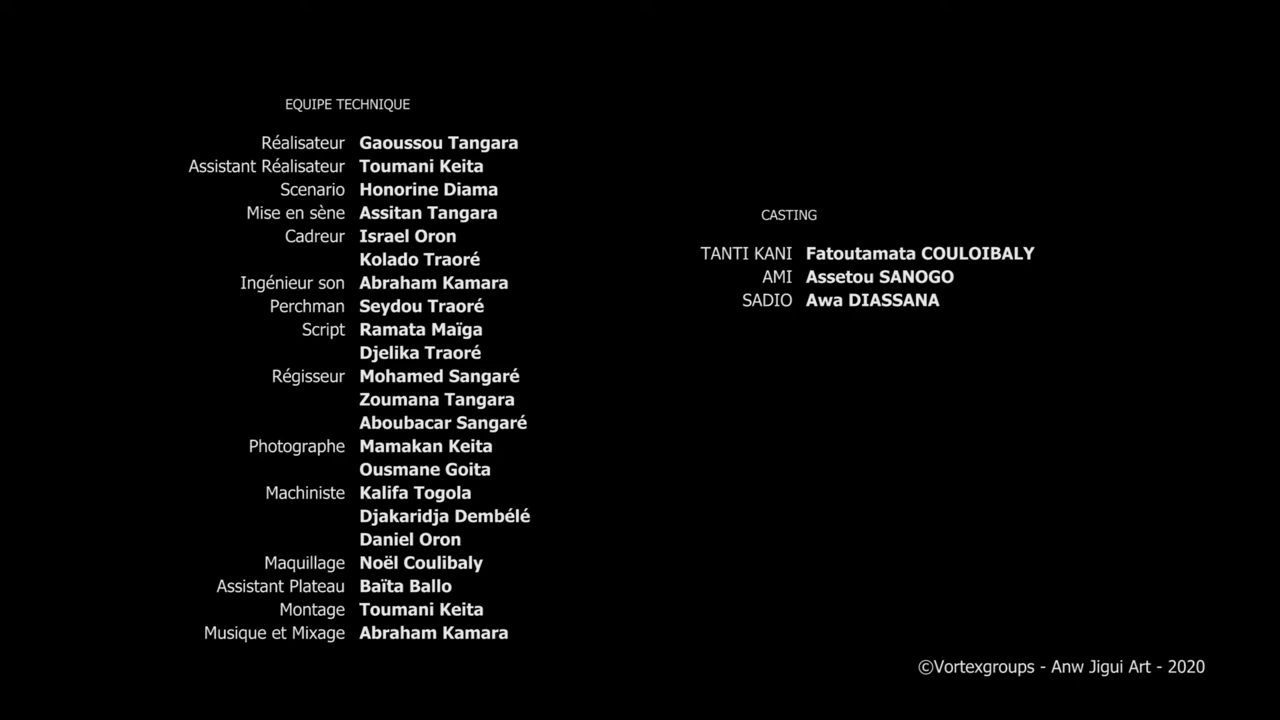 EQUIPE TECHNIQUE
Réalisateur Gaoussou Tangara
Assistant Réalisateur Toumani Keita
Scenario Honorine Diama
Mise en sène Assitan Tangara
Cadreur Israel Oron
Kolado Traoré
Ingénieur son Abraham Kamara
Perchman Seydou Traoré
Script Ramata Maïga
Djelika Traoré
Régisseur Mohamed Sangaré
Zoumana Tangara
Aboubacar Sangaré
Photographe Mamakan Keita
Ousmane Goita
Machiniste Kalifa Togola
Djakaridja Dembélé
Daniel Oron
Maquillage Noël Coulibaly
Assistant Plateau Baïta Ballo
Montage Toumani Keita
Musique et Mixage Abraham Kamara
CASTING
TANTI KANI Fatoutamata COULOIBALY
AMI Assetou SANOGO
SADIO Awa DIASSANA
©Vortexgroups - Anw Jigui Art - 2020